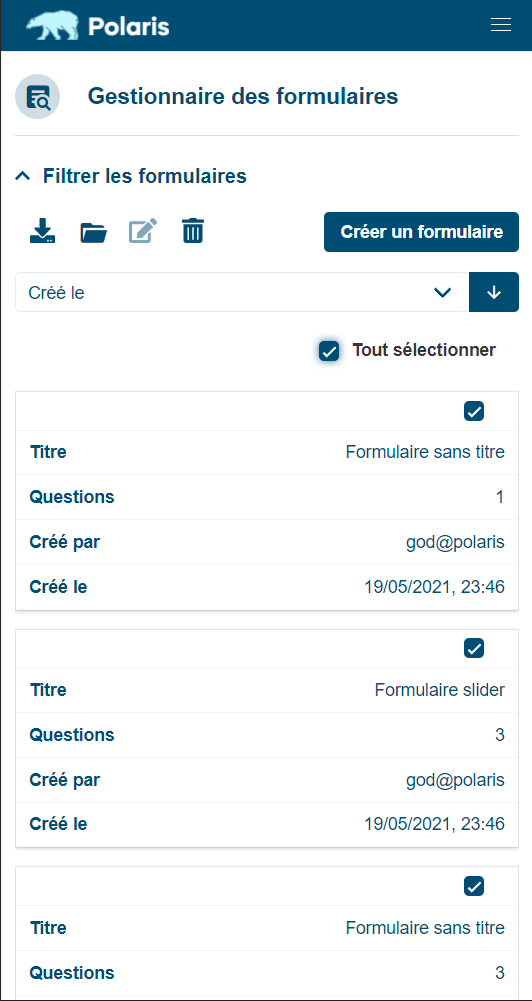 Polaris
Gestionnaire des formulaires
Filtrer les formulaires
Créer un formulaire
Créé le
Tout sélectionner
Titre Formulaire sans titre
Questions 1
Créé par god@polaris
Créé le 19/05/2021, 23:46
Titre Formulaire slider
Questions 3
Créé par god@polaris
Créé le 19/05/2021, 23:46
Titre Formulaire sans titre
Questions 3